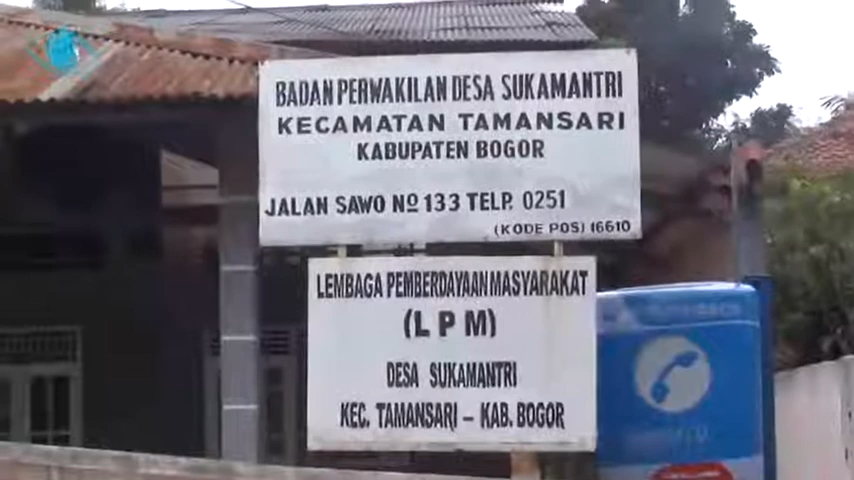 BADAN PERWAKILAN DESA SUKAMANTRI
KECAMATAN TAMANSARI
KABUPATEN BOGOR
JALAN SAWO No 133 TELP. 0251
(KODE POS) 16610
LEMBAGA PEMBERDAYAAN MASYARAKAT
(L P M)
DESA SUKAMANTRI
KEC. TAMANSARI – KAB. BOGOR